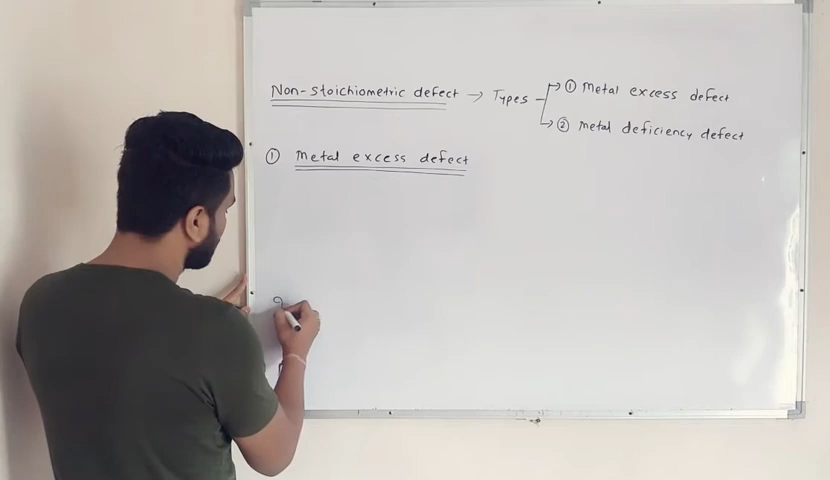 Non-stoichiometric defect → Types → ① Metal excess defect
→ ② Metal deficiency defect
① Metal excess defect